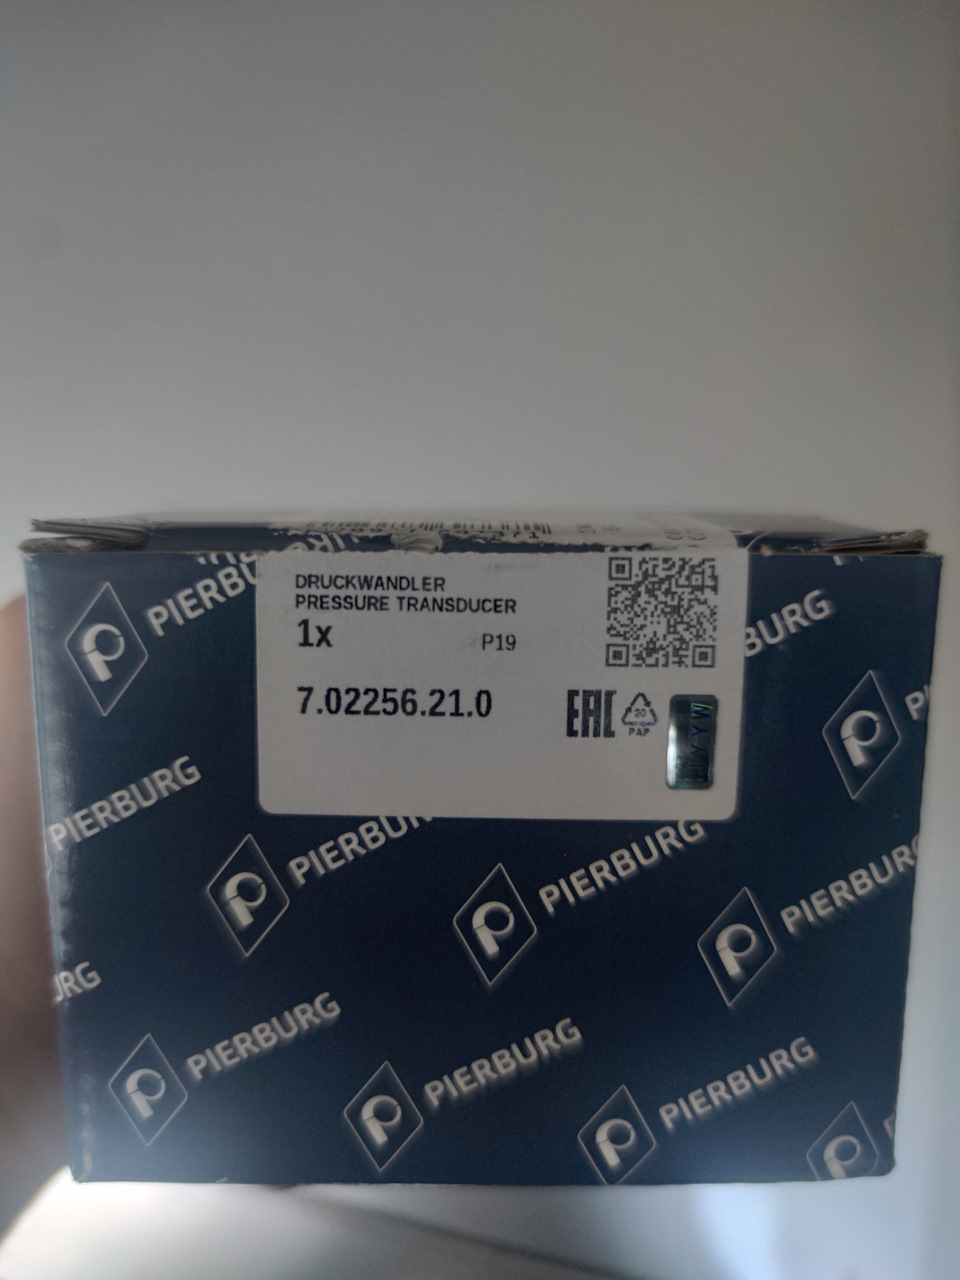 DRUCKWANDLER
PRESSURE TRANSDUCER
1x P19
7.02256.21.0
EAC
20
PAP
PIERBURG
PIERBURG
PIERBURG
PIERBURG
PIERBURG
PIERBURG
PIERBURG
PIERBURG
PIERBURG